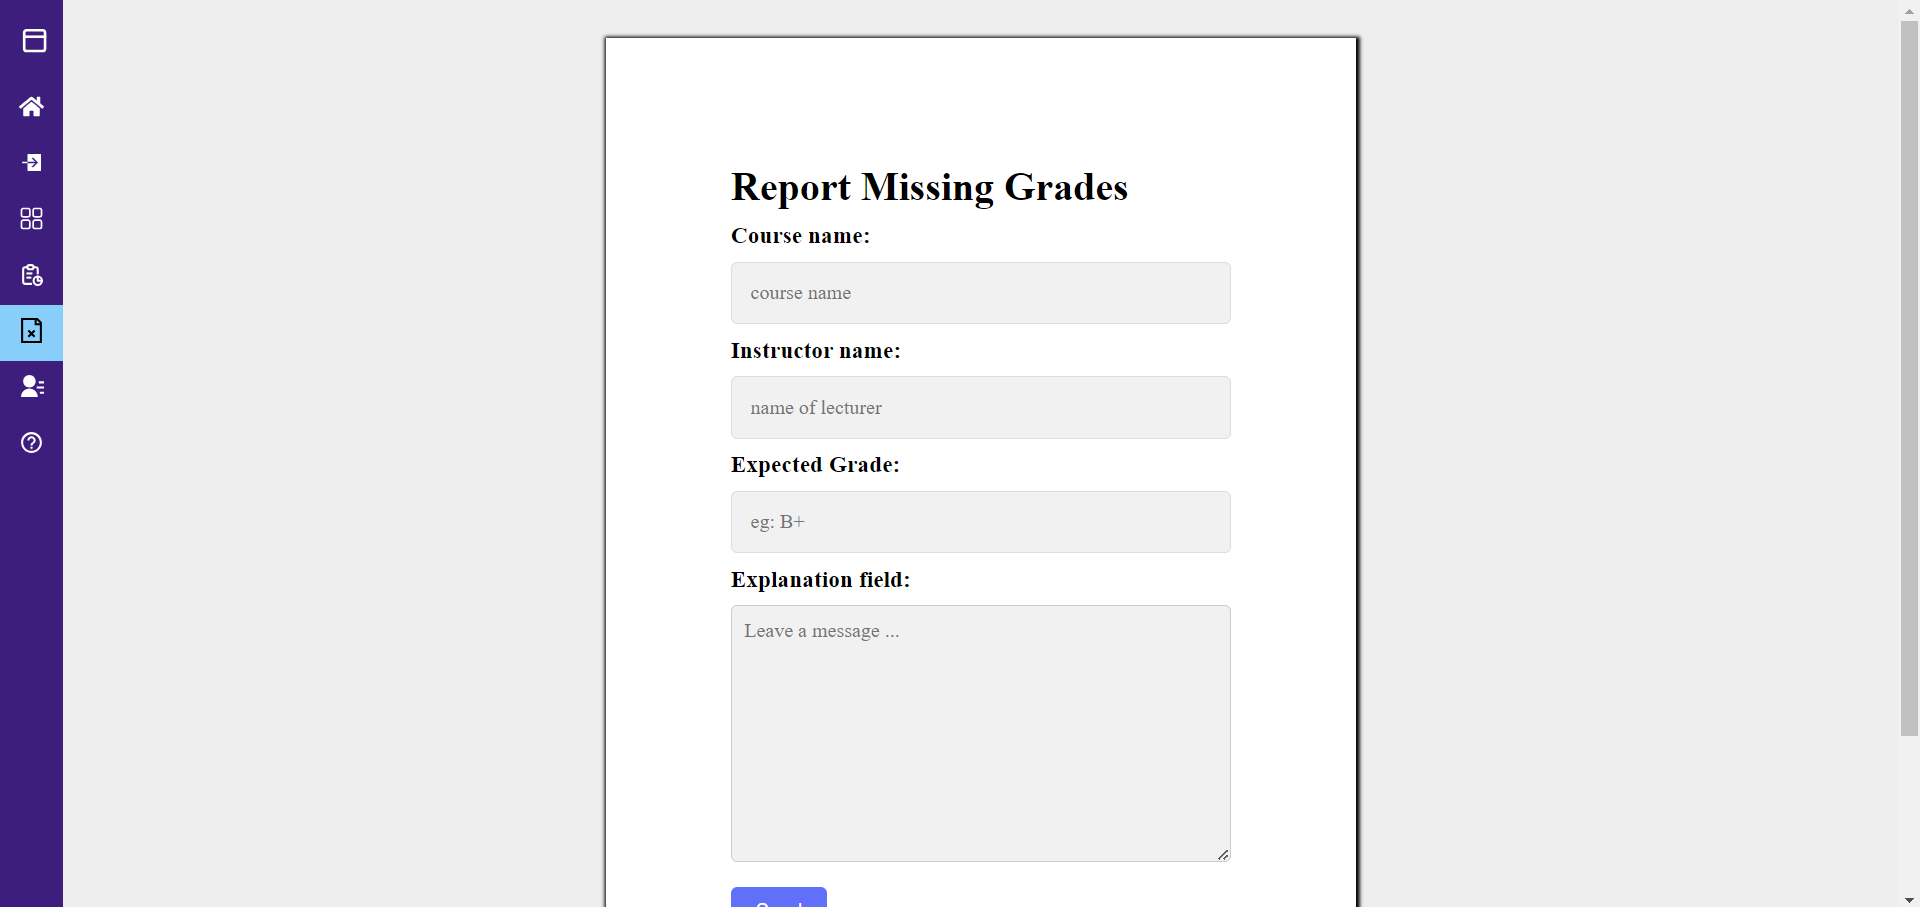 Report Missing Grades
Course name:
course name
Instructor name:
name of lecturer
Expected Grade:
eg: B+
Explanation field:
Leave a message ...